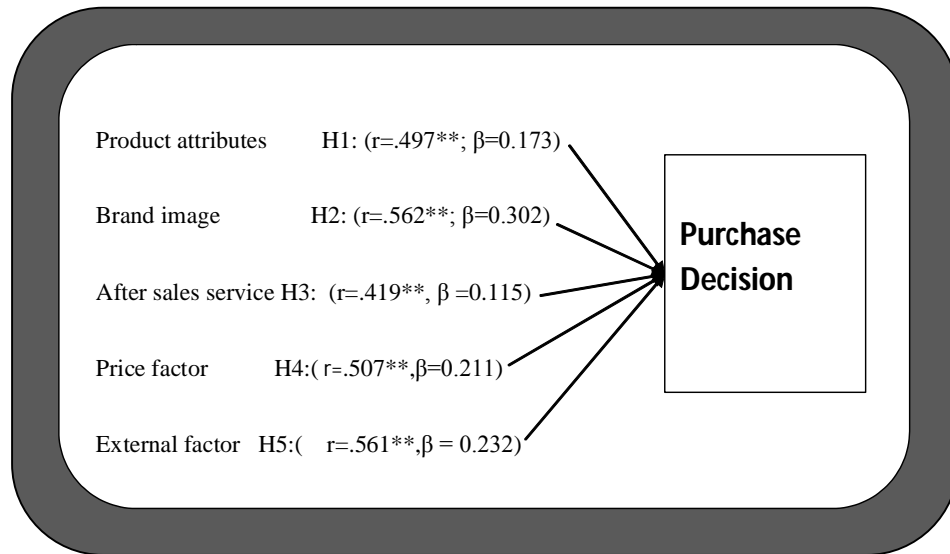 Product attributes H1: (r=.497**; β=0.173)
Brand image H2: (r=.562**; β=0.302)
Purchase
Decision
After sales service H3: (r=.419**, β =0.115)
Price factor H4:( r=.507**,β=0.211)
External factor H5:( r=.561**,β = 0.232)